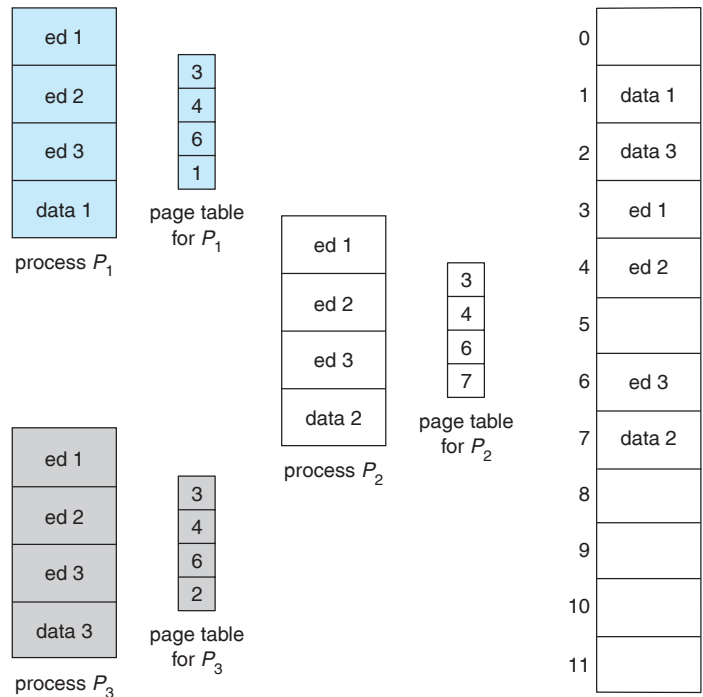 ed 1
ed 2
ed 3
data 1
process P1
3
4
6
1
page table
for P1
ed 1
ed 2
ed 3
data 2
process P2
3
4
6
7
page table
for P2
ed 1
ed 2
ed 3
data 3
process P3
3
4
6
2
page table
for P3
0
1 data 1
2 data 3
3 ed 1
4 ed 2
5
6 ed 3
7 data 2
8
9
10
11